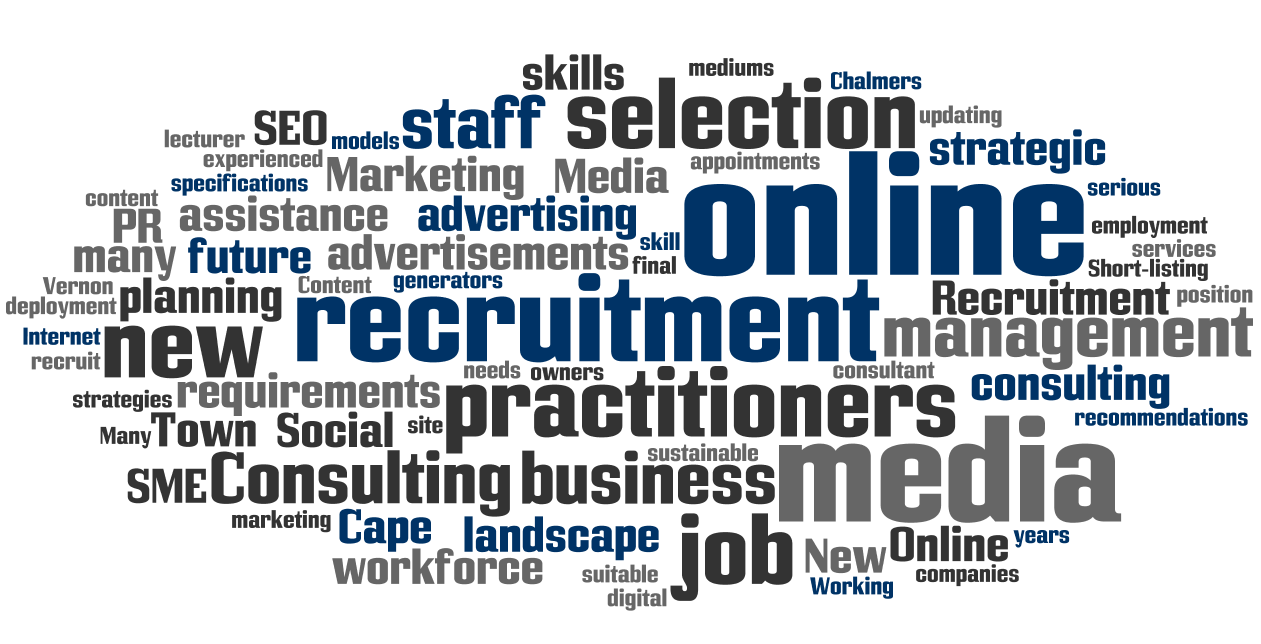 skills mediums
Chalmers
selection
staff
updating
SEO
models
lecturer
strategic
experienced
Marketing Media appointments
specifications
online
serious
content
PR assistance advertising
employment
skill
services
many future advertisements
final
Short-listing
Vernon
planning Content generators
deployment
recruitment
Recruitment position
Internet
new
management
recruit
needs owners
consultant
strategies requirements
practitioners
consulting
recommendations
Many Town Social site
sustainable
media
SME Consulting business
marketing Cape landscape
job
New Online years
workforce suitable
companies
Working
digital